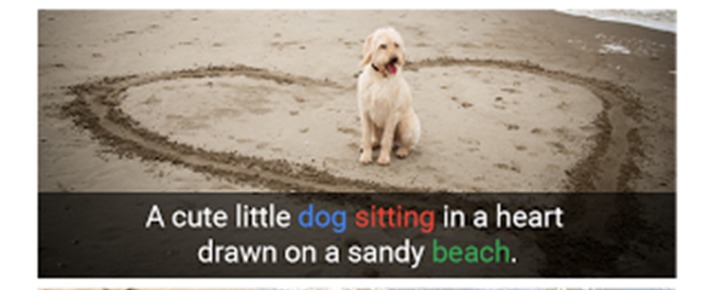 A cute little dog sitting in a heart
drawn on a sandy beach.